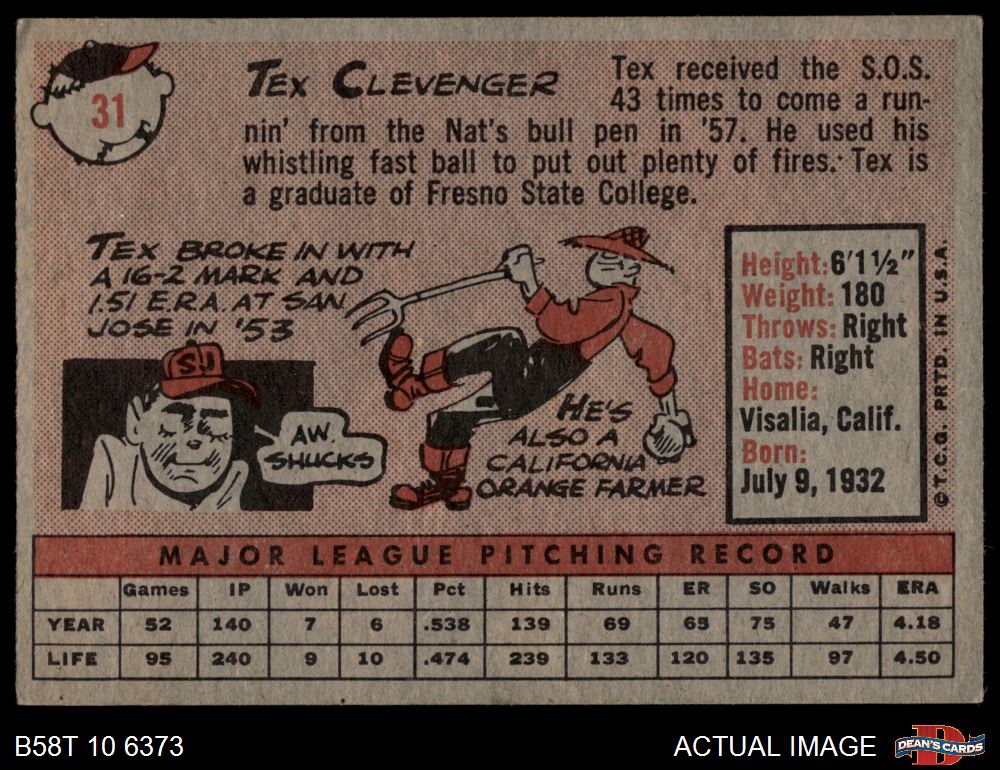 31
TEX CLEVENGER
Tex received the S.O.S.
43 times to come a run-
nin' from the Nat's bull pen in '57. He used his
whistling fast ball to put out plenty of fires. Tex is
a graduate of Fresno State College.
TEX BROKE IN WITH
A 16-2 MARK AND
1.51 E.R.A. AT SAN
JOSE IN '53
SJ
AW.
SHUCKS
HE'S
ALSO A
CALIFORNIA
ORANGE FARMER
Height: 6'1½"
Weight: 180
Throws: Right
Bats: Right
Home:
Visalia, Calif.
Born:
July 9, 1932
© T.C.G. PRTD. IN U.S.A.
MAJOR LEAGUE PITCHING RECORD
Games IP Won Lost Pct Hits Runs ER SO Walks ERA
YEAR 52 140 7 6 .538 139 69 65 75 47 4.18
LIFE 95 240 9 10 .474 239 133 120 135 97 4.50
B58T 10 6373
ACTUAL IMAGE
D
DEAN'S CARDS